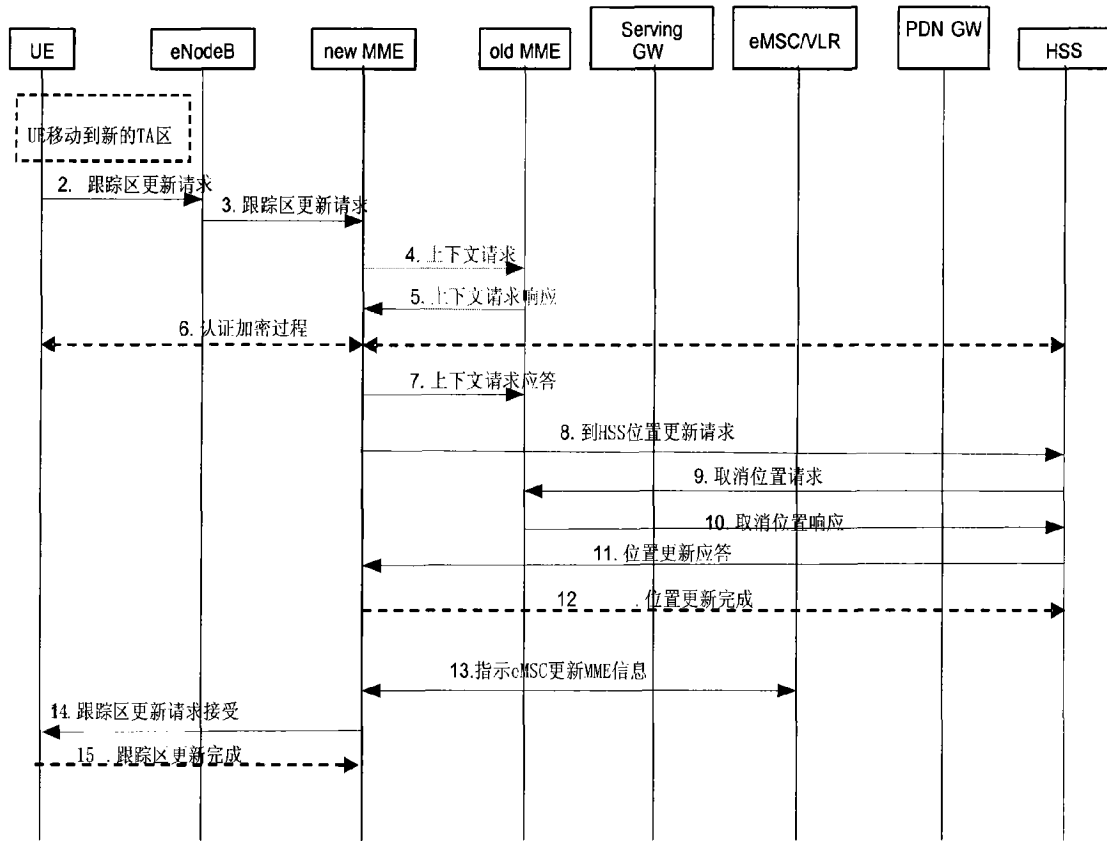 UE
eNodeB
new MME
old MME
Serving
GW
eMSC/VLR
PDN GW
HSS
UE移动到新的TA区
2. 跟踪区更新请求
3. 跟踪区更新请求
4. 上下文请求
5. 上下文请求响应
6. 认证加密过程
7. 上下文请求应答
8. 到HSS位置更新请求
9. 取消位置请求
10. 取消位置响应
11. 位置更新应答
12 . 位置更新完成
13.指示eMSC更新MME信息
14. 跟踪区更新请求接受
15 . 跟踪区更新完成